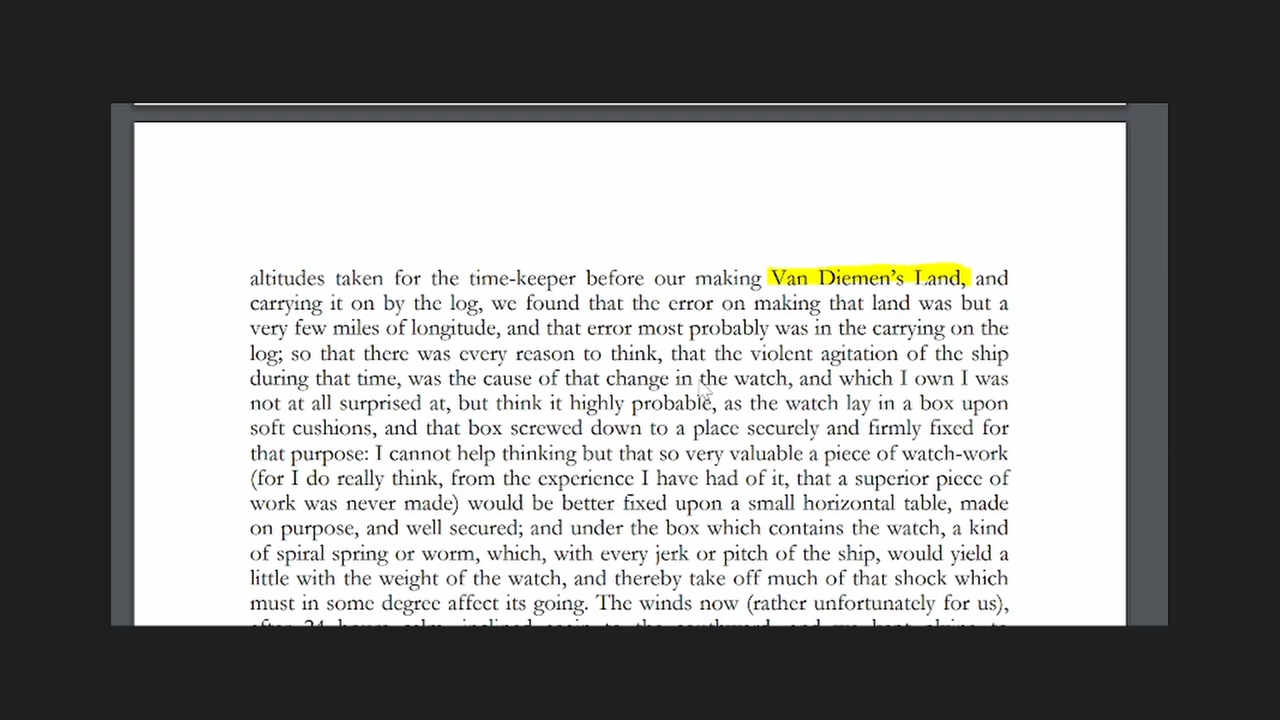 altitudes taken for the time-keeper before our making Van Diemen's Land, and
carrying it on by the log, we found that the error on making that land was but a
very few miles of longitude, and that error most probably was in the carrying on the
log; so that there was every reason to think, that the violent agitation of the ship
during that time, was the cause of that change in the watch, and which I own I was
not at all surprised at, but think it highly probable, as the watch lay in a box upon
soft cushions, and that box screwed down to a place securely and firmly fixed for
that purpose: I cannot help thinking but that so very valuable a piece of watch-work
(for I do really think, from the experience I have had of it, that a superior piece of
work was never made) would be better fixed upon a small horizontal table, made
on purpose, and well secured; and under the box which contains the watch, a kind
of spiral spring or worm, which, with every jerk or pitch of the ship, would yield a
little with the weight of the watch, and thereby take off much of that shock which
must in some degree affect its going. The winds now (rather unfortunately for us),